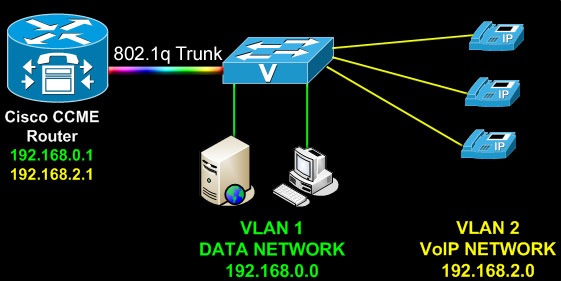 802.1q Trunk
V
IP
IP
IP
Cisco CCME
Router
192.168.0.1
192.168.2.1
VLAN 1
DATA NETWORK
192.168.0.0
VLAN 2
VoIP NETWORK
192.168.2.0